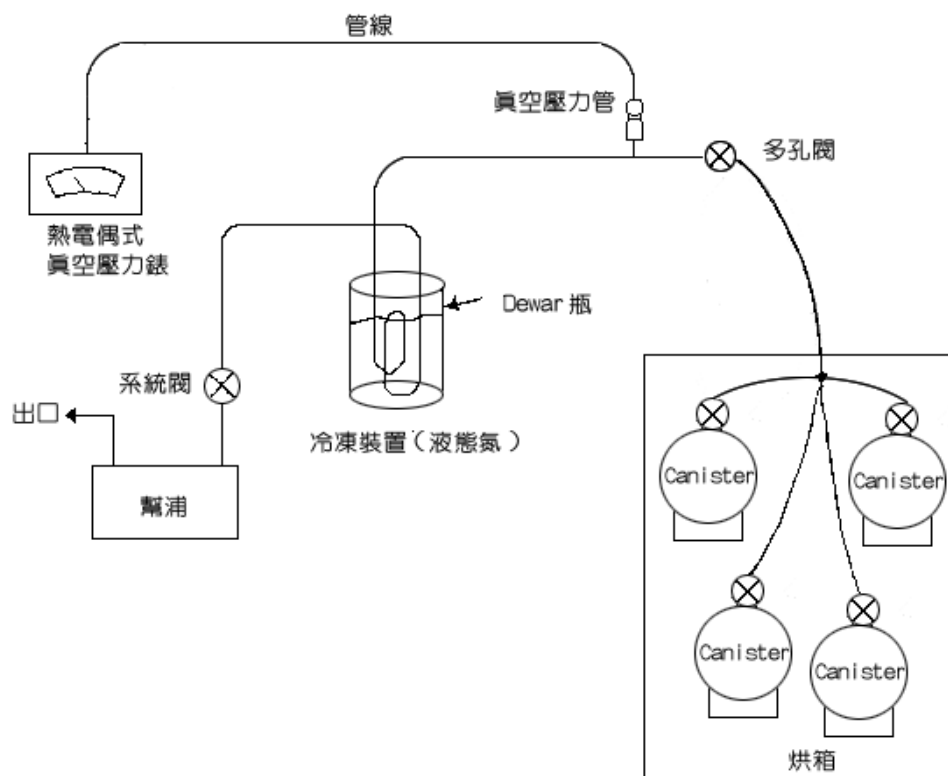 管線
眞空壓力管
多孔閥
熱電偶式
眞空壓力錶
Dewar 瓶
系統閥
出口
冷凍裝置（液態氮）
幫浦
Canister
Canister
Canister
Canister
烘箱